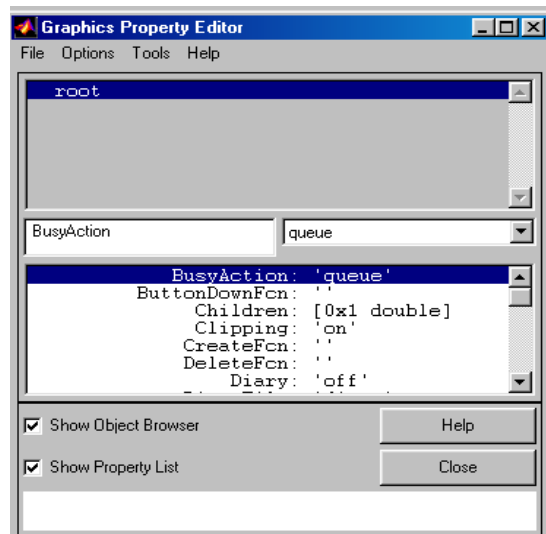 Graphics Property Editor
File Options Tools Help
root
BusyAction queue
BusyAction: 'queue'
ButtonDownFcn: ''
Children: [0x1 double]
Clipping: 'on'
CreateFcn: ''
DeleteFcn: ''
Diary: 'off'
Show Object Browser Help
Show Property List Close